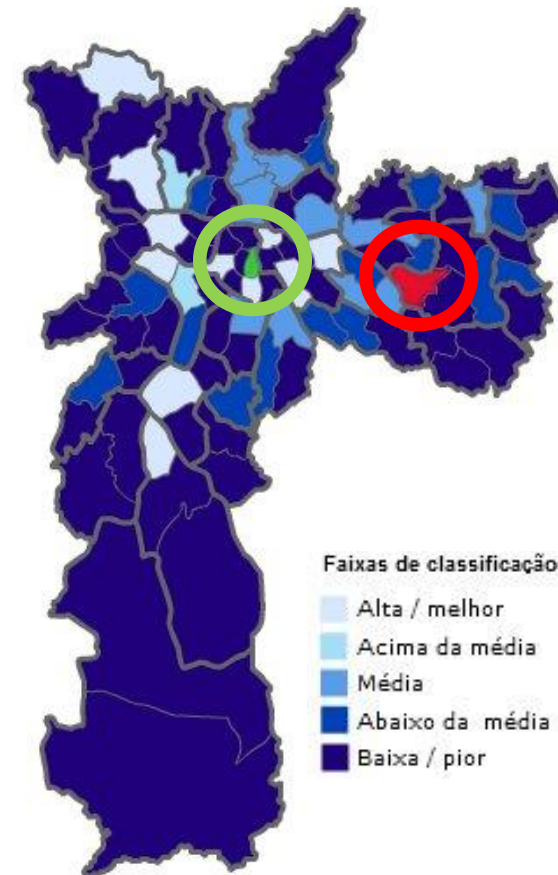 Faixas de classificação
Alta / melhor
Acima da média
Média
Abaixo da média
Baixa / pior